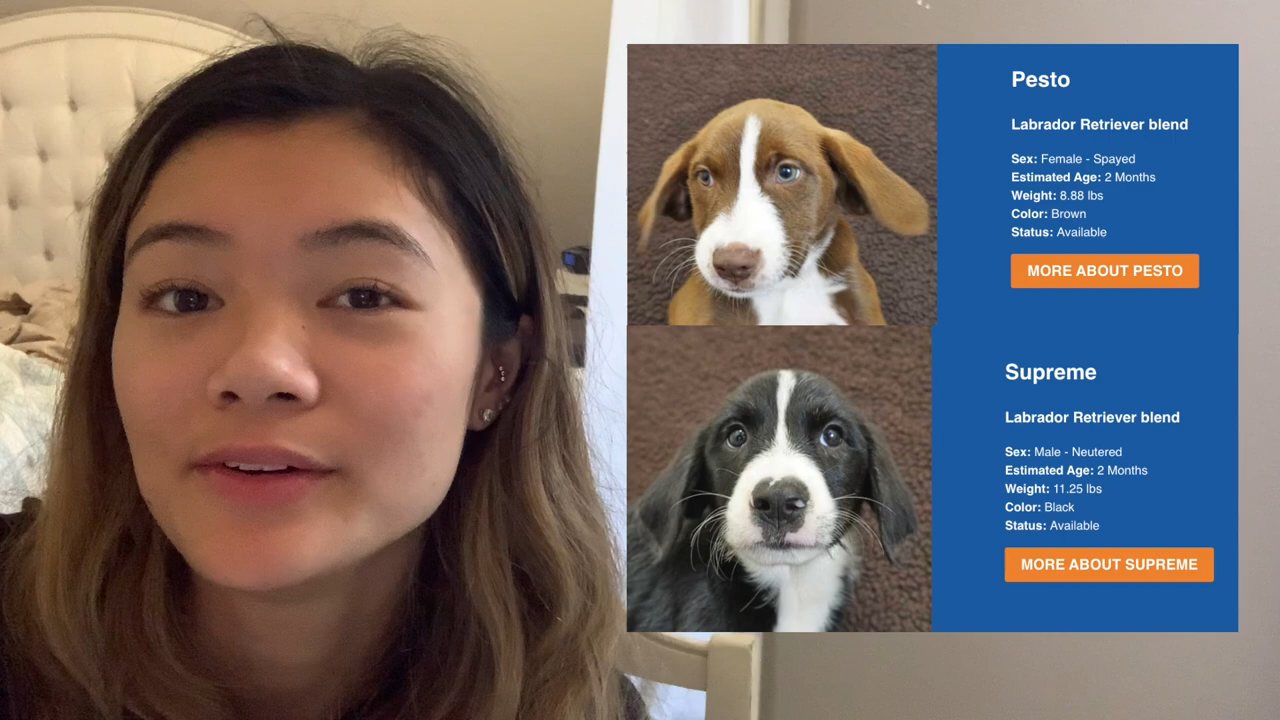 Pesto
Labrador Retriever blend
Sex: Female - Spayed
Estimated Age: 2 Months
Weight: 8.88 lbs
Color: Brown
Status: Available
MORE ABOUT PESTO
Supreme
Labrador Retriever blend
Sex: Male - Neutered
Estimated Age: 2 Months
Weight: 11.25 lbs
Color: Black
Status: Available
MORE ABOUT SUPREME